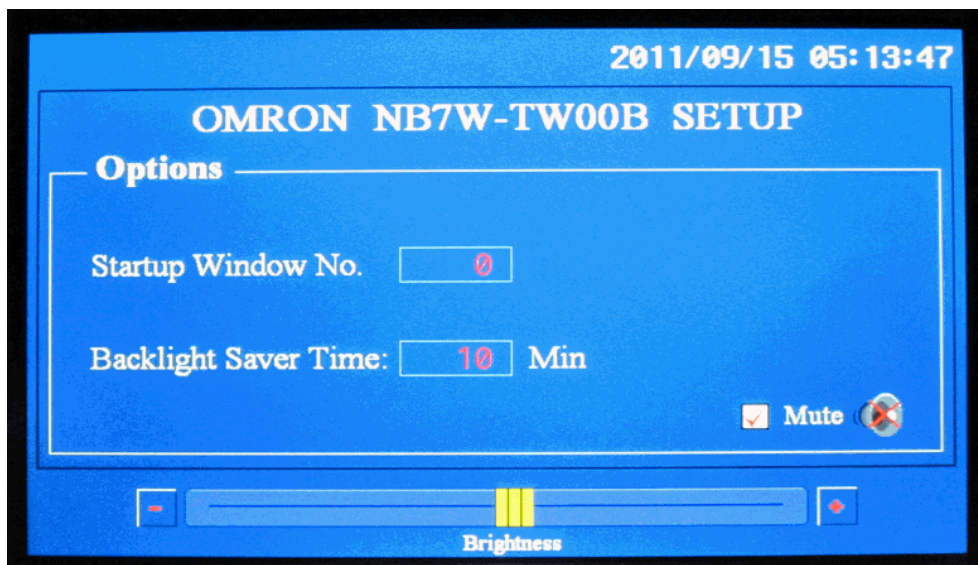 2011/09/15 05:13:47
OMRON NB7W-TW00B SETUP
Options
Startup Window No. 0
Backlight Saver Time: 10 Min
Mute
- +
Brightness